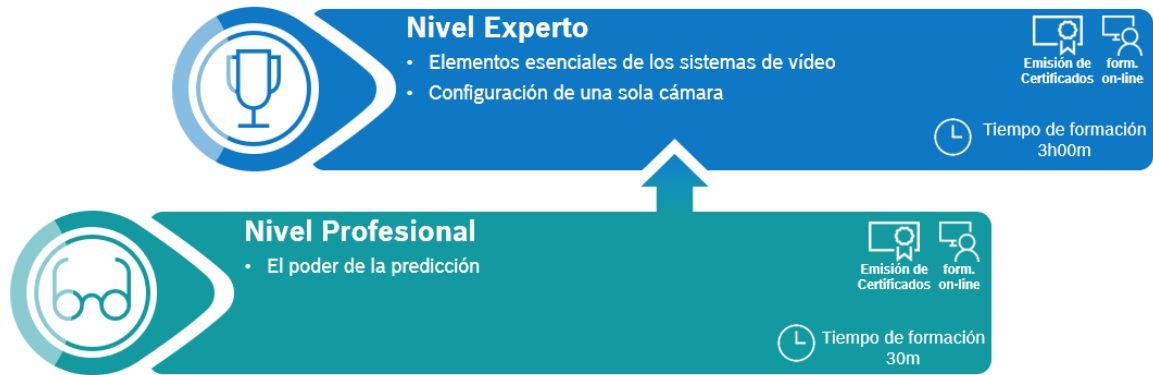 Nivel Experto
• Elementos esenciales de los sistemas de vídeo
• Configuración de una sola cámara
Emisión de Certificados
form. on-line
Tiempo de formación
3h00m
Nivel Profesional
• El poder de la predicción
Emisión de Certificados
form. on-line
Tiempo de formación
30m